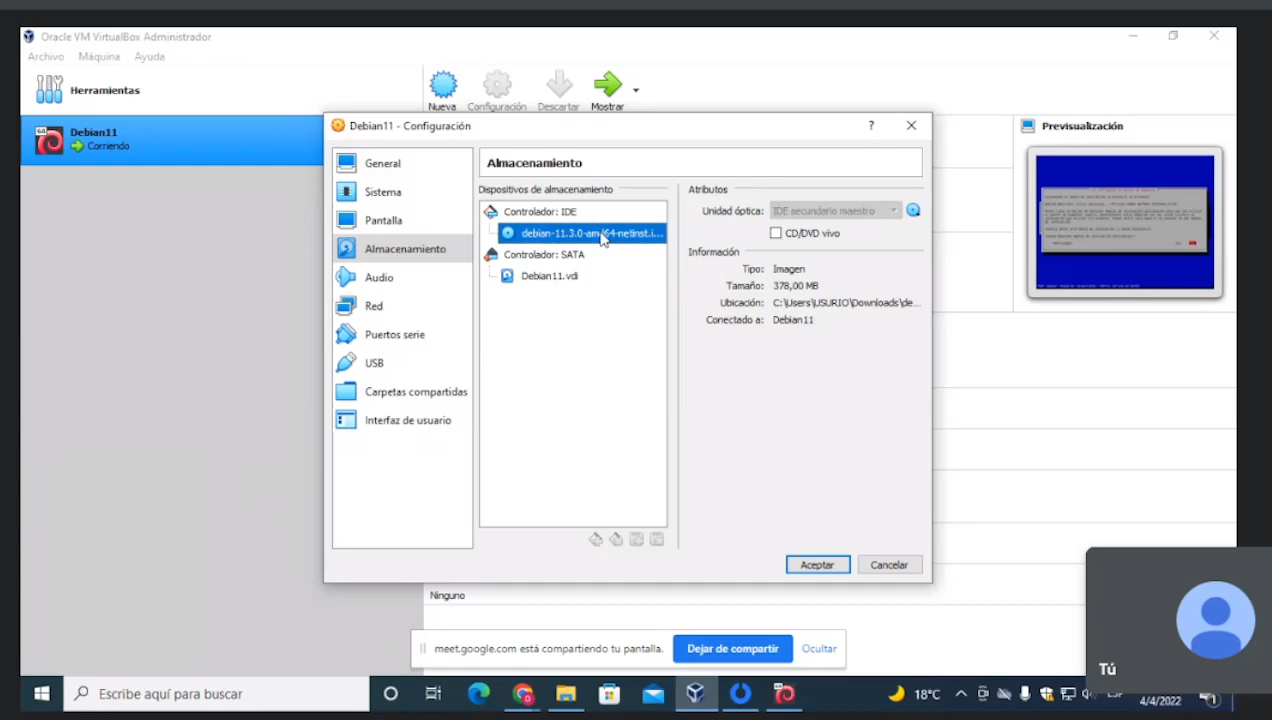 Oracle VM VirtualBox Administrador
Archivo Máquina Ayuda
Herramientas
Nueva Configuración Descartar Mostrar
Debian11
Corriendo
Debian11 - Configuración
?
Previsualización
General
Sistema
Pantalla
Almacenamiento
Audio
Red
Puertos serie
USB
Carpetas compartidas
Interfaz de usuario
Almacenamiento
Dispositivos de almacenamiento
Controlador: IDE
debian-11.3.0-am
64-netinst.i...
Controlador: SATA
Debian11.vdi
Atributos
Unidad óptica: IDE secundario maestro
CD/DVD vivo
Información
Tipo: Imagen
Tamaño: 378,00 MB
Ubicación: C:\Users\USURIO\Downloads\de...
Conectado a: Debian11
Aceptar Cancelar
Ninguno
meet.google.com está compartiendo tu pantalla. Dejar de compartir Ocultar
Tú
Escribe aquí para buscar
18°C
4/4/2022